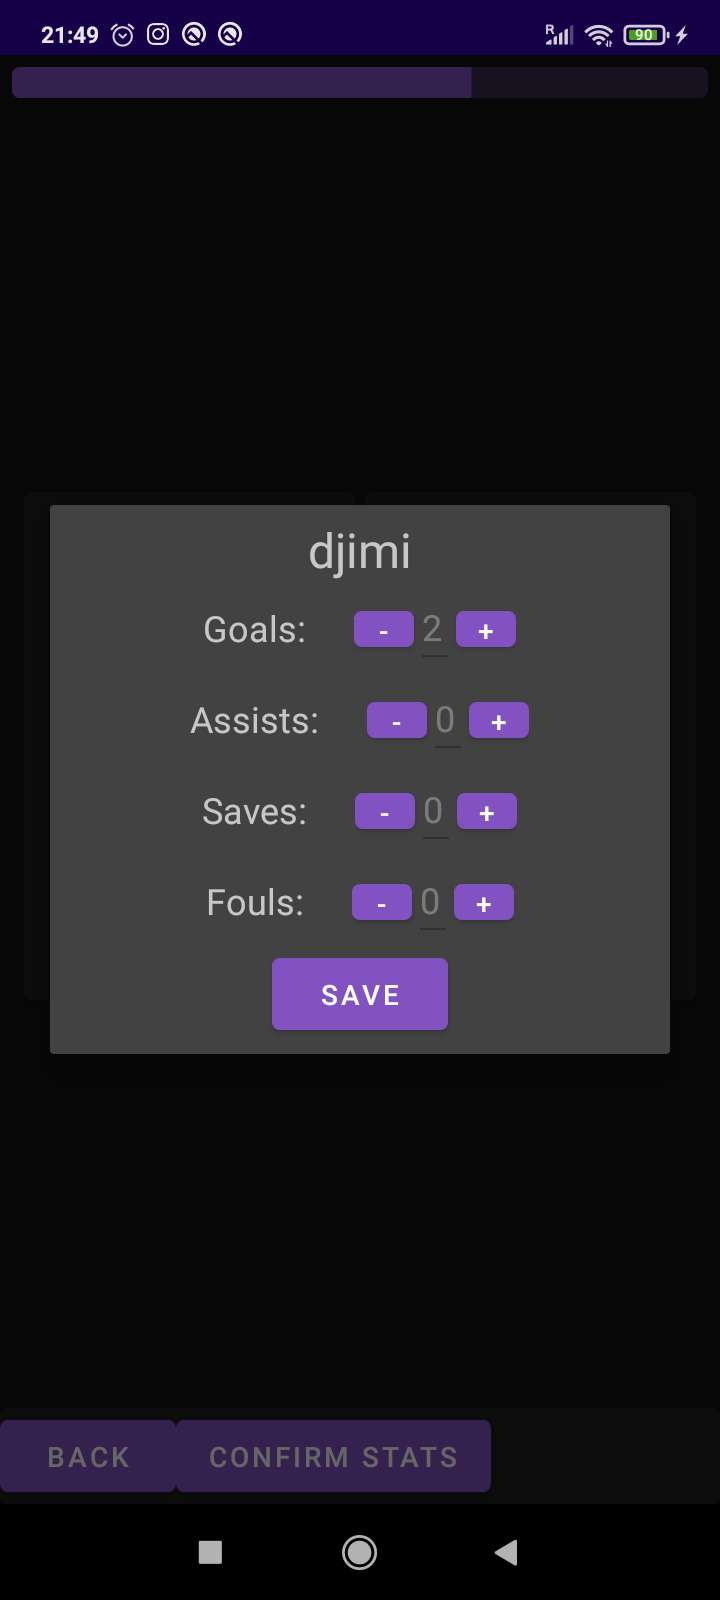 21:49 R 90
djimi
Goals: - 2 +
Assists: - 0 +
Saves: - 0 +
Fouls: - 0 +
SAVE
BACK CONFIRM STATS